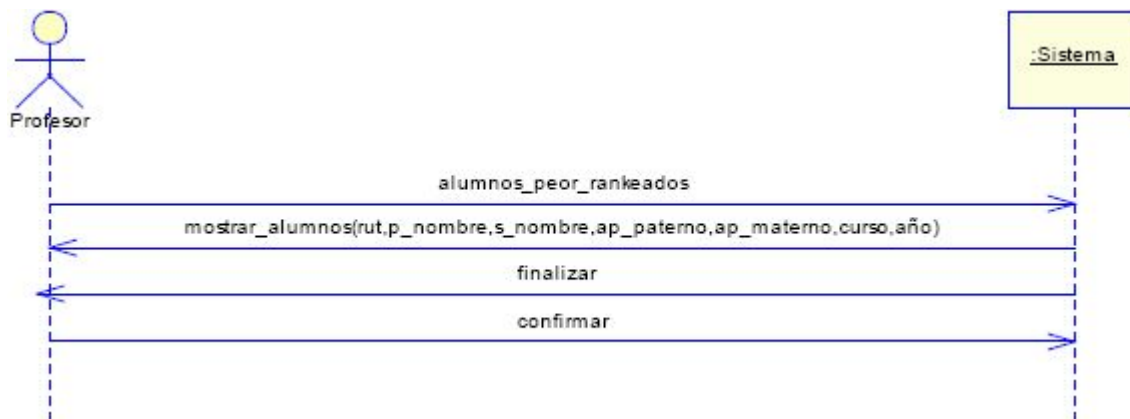 :Sistema
Profesor
alumnos_peor_rankeados
mostrar_alumnos(rut,p_nombre,s_nombre,ap_paterno,ap_materno,curso,año)
finalizar
confirmar